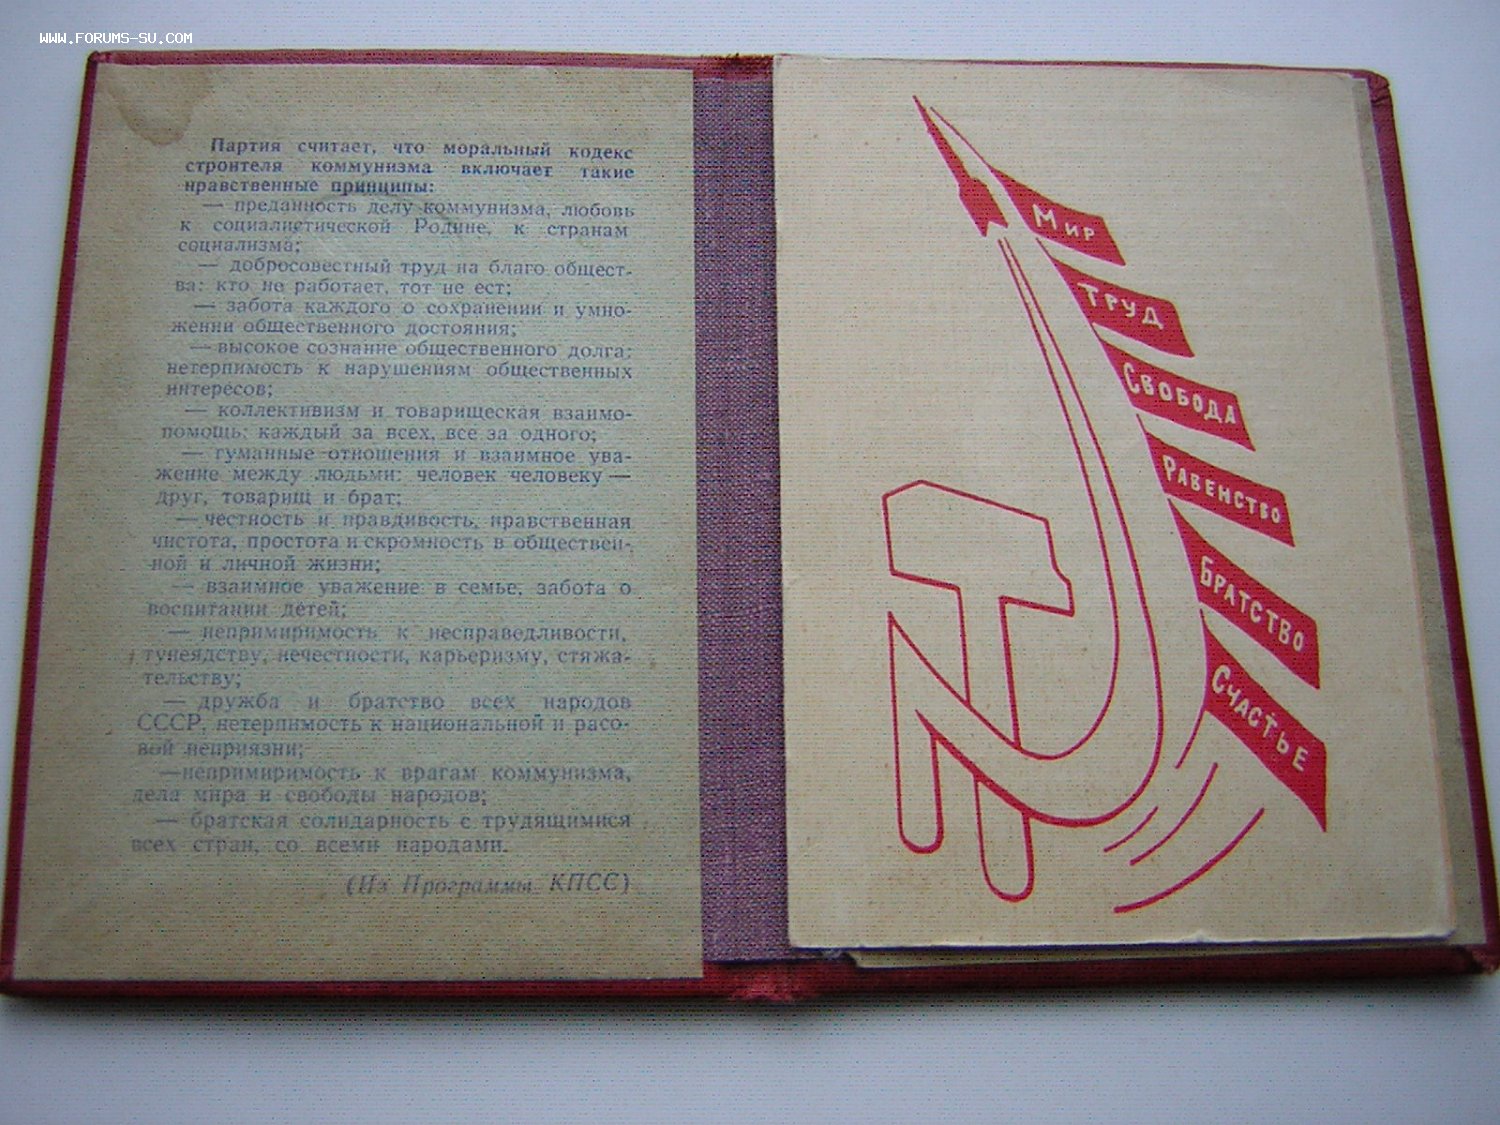 WWW.FORUMS-SU.COM
Партия считает, что моральный кодекс
строителя коммунизма включает такие
нравственные принципы:
— преданность делу коммунизма, любовь
к социалистической Родине, к странам
социализма;
— добросовестный труд на благо общест-
ва: кто не работает, тот не ест;
— забота каждого о сохранении и умно-
жении общественного достояния;
— высокое сознание общественного долга:
нетерпимость к нарушениям общественных
интересов;
— коллективизм и товарищеская взаимо-
помощь: каждый за всех, все за одного;
— гуманные отношения и взаимное ува-
жение между людьми: человек человеку —
друг, товарищ и брат;
— честность и правдивость, нравственная
чистота, простота и скромность в обществен-
ной и личной жизни;
— взаимное уважение в семье, забота о
воспитании детей;
— непримиримость к несправедливости,
тунеядству, нечестности, карьеризму, стяжа-
тельству;
— дружба и братство всех народов
СССР, нетерпимость к национальной и расо-
вой неприязни;
— непримиримость к врагам коммунизма,
дела мира и свободы народов;
— братская солидарность с трудящимися
всех стран, со всеми народами.
(Из Программы КПСС)
Мир
Труд
Свобода
Равенство
Братство
Счастье